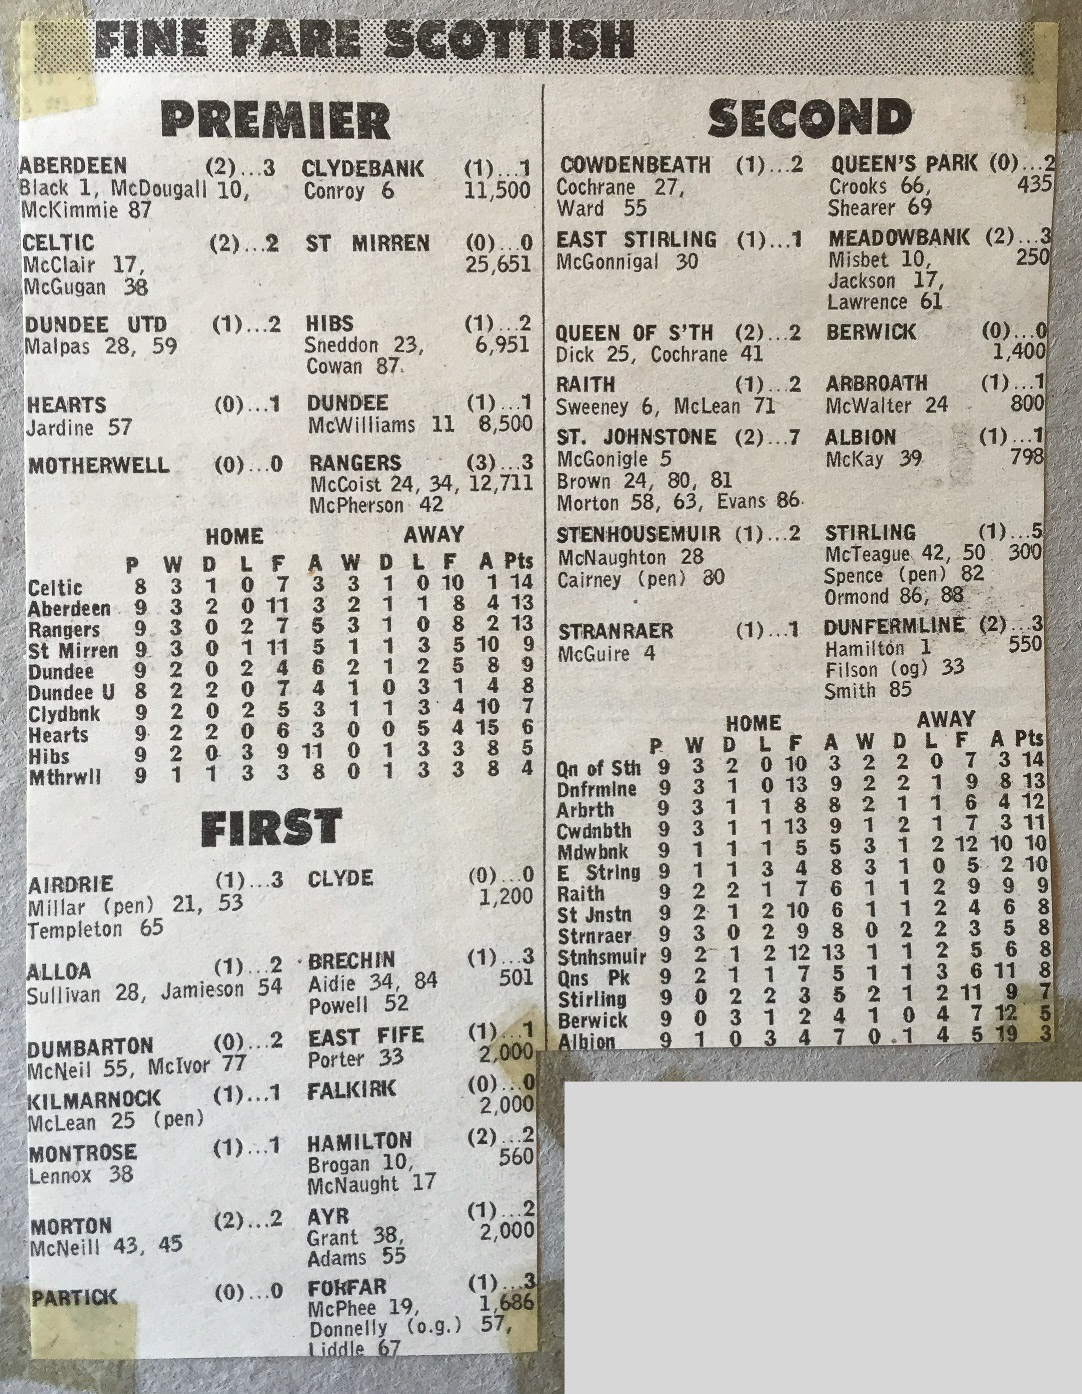 FINE FARE SCOTTISH
PREMIER
ABERDEEN (2)...3 CLYDEBANK (1)...1
Black 1, McDougall 10, Conroy 6 11,500
McKimmie 87
CELTIC (2)...2 ST MIRREN (0)...0
McClair 17, 25,651
McGugan 38
DUNDEE UTD (1)...2 HIBS (1)...2
Malpas 28, 59 Sneddon 23, 6,951
Cowan 87.
HEARTS (0)...1 DUNDEE (1)...1
Jardine 57 McWilliams 11 8,500
MOTHERWELL (0)...0 RANGERS (3)...3
McCoist 24, 34, 12,711
McPherson 42
HOME AWAY
P W D L F A W D L F A Pts
Celtic 8 3 1 0 7 3 3 1 0 10 1 14
Aberdeen 9 3 2 0 11 3 2 1 1 8 4 13
Rangers 9 3 0 2 7 5 3 1 0 8 2 13
St Mirren 9 3 0 1 11 5 1 1 3 5 10 9
Dundee 9 2 0 2 4 6 2 1 2 5 8 9
Dundee U 8 2 2 0 7 4 1 0 3 1 4 8
Clydbnk 9 2 0 2 5 3 1 1 3 4 10 7
Hearts 9 2 2 0 6 3 0 0 5 4 15 6
Hibs 9 2 0 3 9 11 0 1 3 3 8 5
Mthrwll 9 1 1 3 3 8 0 1 3 3 8 4
FIRST
AIRDRIE (1)...3 CLYDE (0)...0
Millar (pen) 21, 53 1,200
Templeton 65
ALLOA (1)...2 BRECHIN (1)...3
Sullivan 28, Jamieson 54 Aidie 34, 84 501
Powell 52
DUMBARTON (0)...2 EAST FIFE (1)...1
McNeil 55, McIvor 77 Porter 33 2,000
KILMARNOCK (1)...1 FALKIRK (0)...0
McLean 25 (pen) 2,000
MONTROSE (1)...1 HAMILTON (2)...2
Lennox 38 Brogan 10, 560
McNaught 17
MORTON (2)...2 AYR (1)...2
McNeill 43, 45 Grant 38, 2,000
Adams 55
PARTICK (0)...0 FORFAR (1)...3
McPhee 19, 1,686
Donnelly (o.g.) 57,
Liddle 67
SECOND
COWDENBEATH (1)...2 QUEEN'S PARK (0)...2
Cochrane 27, Crooks 66, 435
Ward 55 Shearer 69
EAST STIRLING (1)...1 MEADOWBANK (2)...3
McGonnigal 30 Misbet 10, 250
Jackson 17,
Lawrence 61
QUEEN OF S'TH (2)...2 BERWICK (0)...0
Dick 25, Cochrane 41 1,400
RAITH (1)...2 ARBROATH (1)...1
Sweeney 6, McLean 71 McWalter 24 800
ST. JOHNSTONE (2)...7 ALBION (1)...1
McGonigle 5 McKay 39 798
Brown 24, 80, 81
Morton 58, 63, Evans 86
STENHOUSEMUIR (1)...2 STIRLING (1)...5
McNaughton 28 McTeague 42, 50 300
Cairney (pen) 80 Spence (pen) 82
Ormond 86, 88
STRANRAER (1)...1 DUNFERMLINE (2)...3
McGuire 4 Hamilton 1 550
Filson (og) 33
Smith 85
HOME AWAY
P W D L F A W D L F A Pts
Qn of Sth 9 3 2 0 10 3 2 2 0 7 3 14
Dnfrmlne 9 3 1 0 13 9 2 2 1 9 8 13
Arbrth 9 3 1 1 8 8 2 1 1 6 4 12
Cwdnbth 9 3 1 1 13 9 1 2 1 7 3 11
Mdwbnk 9 1 1 1 5 5 3 1 2 12 10 10
E Strlng 9 1 1 3 4 8 3 1 0 5 2 10
Raith 9 2 2 1 7 6 1 1 2 9 9 9
St Jnstn 9 2 1 2 10 6 1 1 2 4 6 8
Strnraer 9 3 0 2 9 8 0 2 2 3 5 8
Stnhsmuir 9 2 1 2 12 13 1 1 2 5 6 8
Qns Pk 9 2 1 1 7 5 1 1 3 6 11 8
Stirling 9 0 2 2 3 5 2 1 2 11 9 7
Berwick 9 0 3 1 2 4 1 0 4 7 12 5
Albion 9 1 0 3 4 7 0 1 4 5 19 3